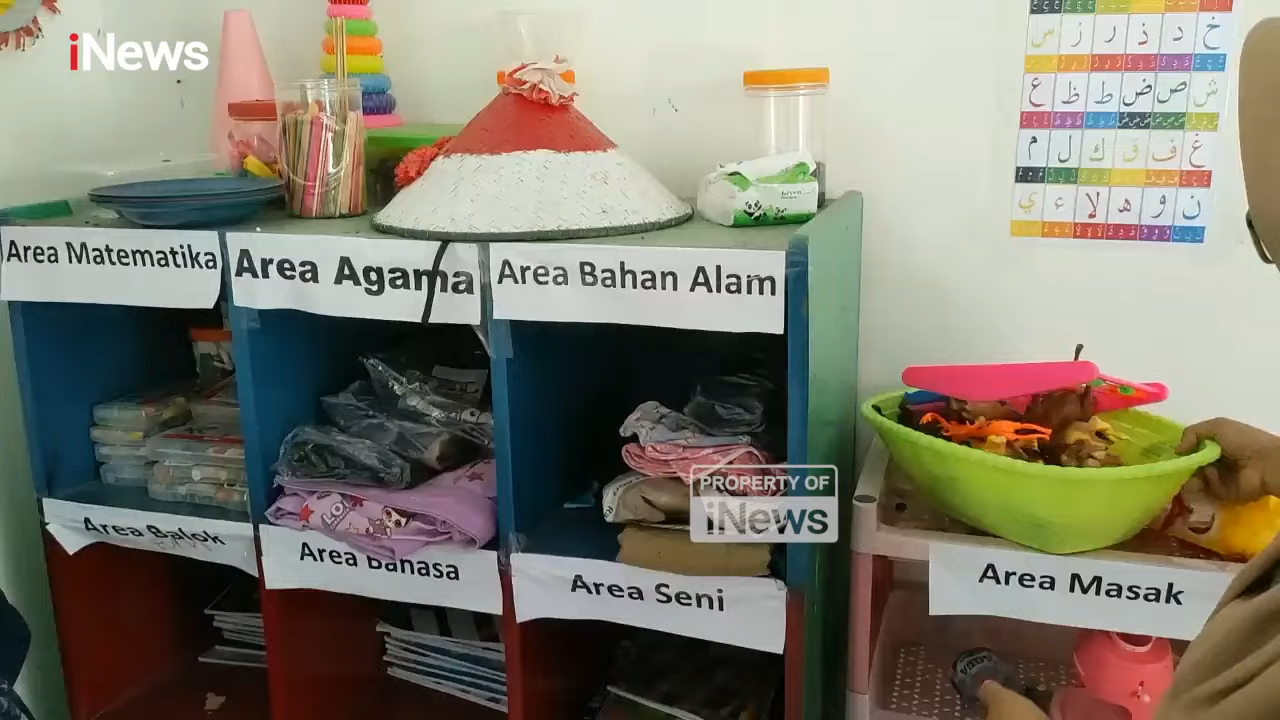 iNews
Area Matematika
Area Agama
Area Bahan Alam
Area Balok
Area Bahasa
Area Seni
Area Masak
PROPERTY OF
iNews
خ د ذ ر ز س
ش ص ض ط ظ ع
غ ف ق ك ل م
ن و ه لا ء ي